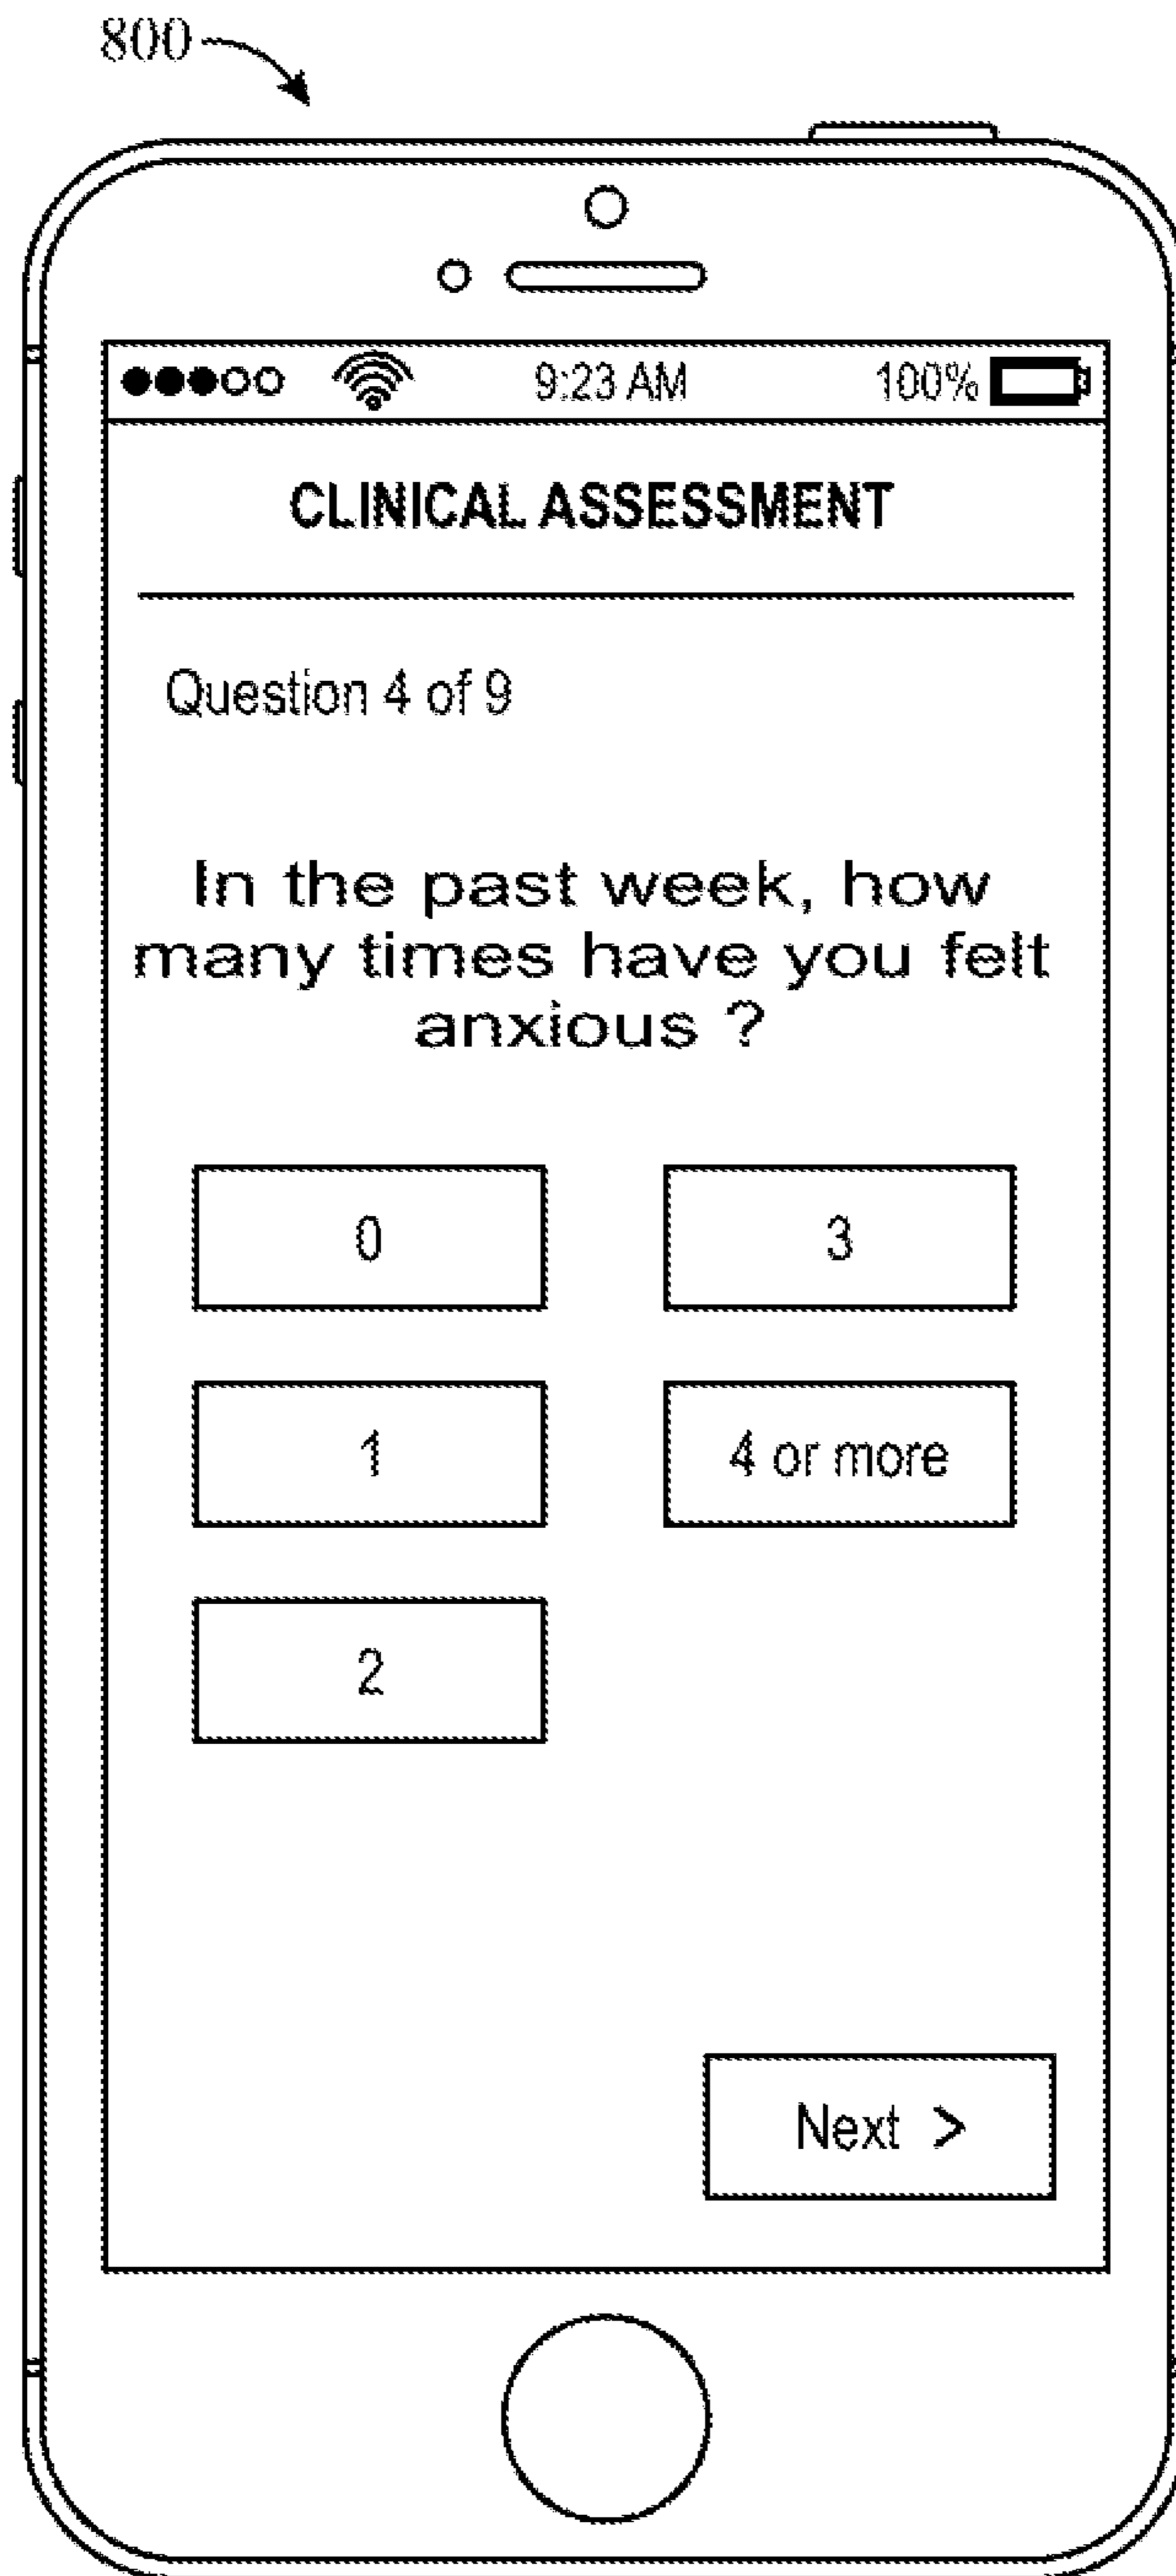 800
9:23 AM 100%
CLINICAL ASSESSMENT
Question 4 of 9
In the past week, how
many times have you felt
anxious ?
0 3
1 4 or more
2
Next >